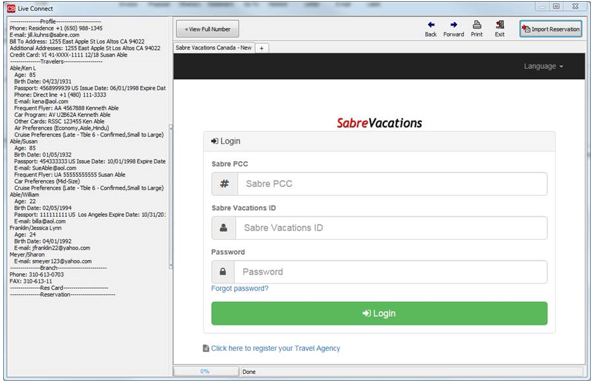 CS Live Connect
---------------Profile---------------
Phone: Residence +1 (650) 988-1345
E-mail: jill.kuhns@sabre.com
Bill To Address: 1255 East Apple St Los Altos CA 94022
Additional Addresses: 1255 East Apple St Los Altos CA 94022
Credit Card: VI 41-XXXX-1111 12/18 Susan Able
---------------Travelers---------------
Able/Ken L
Age: 85
Birth Date: 04/23/1931
Passport: 4568999939 US Issue Date: 06/01/1998 Expire Dat
Phone: Direct line +1 (480) 111-3333
E-mail: kena@aol.com
Frequent Flyer: AA 4567888 Kenneth Able
Car Program: AV U2B62A Kenneth Able
Other Cards: RSSC 123455 Ken Able
Air Preferences (Economy,Aisle,Hindu)
Cruise Preferences (Late - Tble 6 - Confirmed,Small to Large)
Able/Susan
Age: 85
Birth Date: 01/05/1932
Passport: 454333333 US Issue Date: 10/01/1998 Expire Date
E-mail: SueAble@aol.com
Frequent Flyer: UA 55555555555 Susan Able
Car Preferences (Mid-Size)
Cruise Preferences (Late - Tble 6 - Confirmed,Small to Large)
Able/William
Age: 22
Birth Date: 02/05/1994
Passport: 111111111 US Los Angeles Expire Date: 10/31/20:
E-mail: billa@aol.com
Franklin/Jessica Lynn
Age: 24
Birth Date: 04/01/1992
E-mail: jfranklin22@yahoo.com
Meyer/Sharon
E-mail: smeyer123@yahoo.com
---------------Branch---------------
Phone: 310-613-0703
FAX: 310-613-11
---------------Res Card---------------
---------------Reservation---------------
< View Full Number
Back Forward Print Exit Import Reservation
Sabre Vacations Canada - New +
Language
SabreVacations
Login
Sabre PCC
# Sabre PCC
Sabre Vacations ID
Sabre Vacations ID
Password
Password
Forgot password?
Login
Click here to register your Travel Agency
0% Done